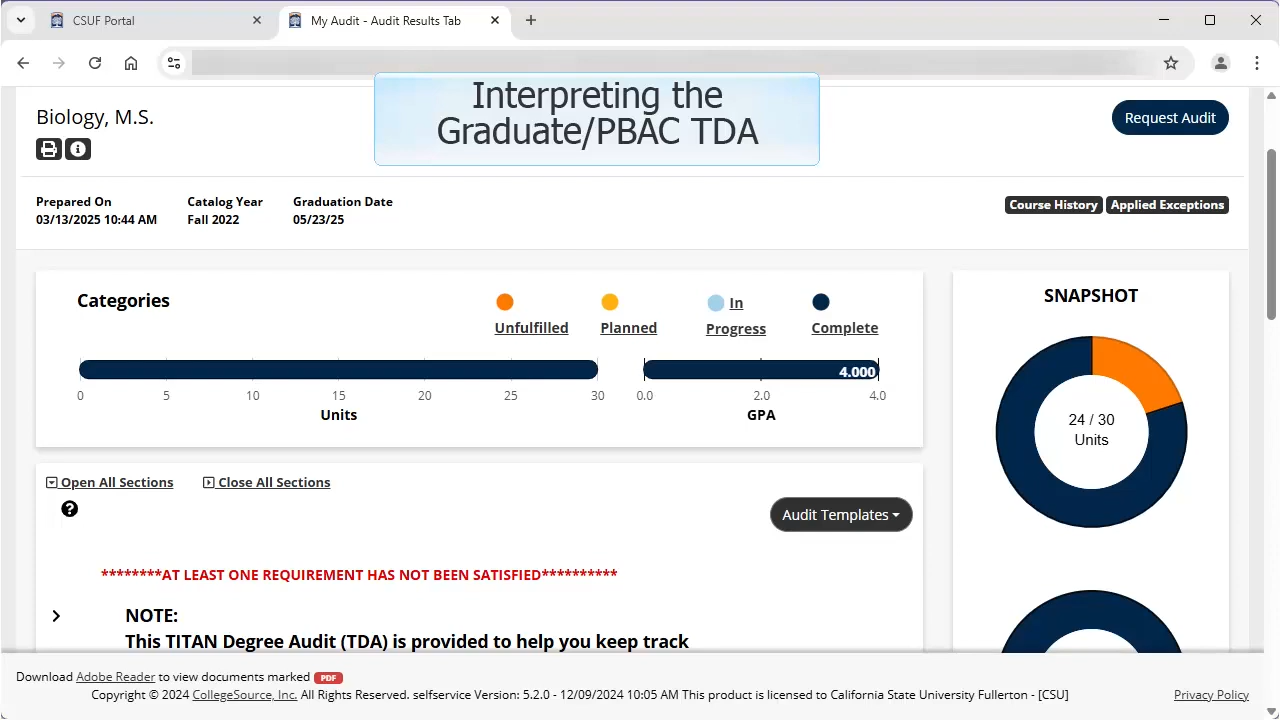 CSUF Portal
My Audit - Audit Results Tab
Interpreting the
Graduate/PBAC TDA
Biology, M.S.
Request Audit
Prepared On
03/13/2025 10:44 AM
Catalog Year
Fall 2022
Graduation Date
05/23/25
Course History
Applied Exceptions
Categories
Unfulfilled
Planned
In
Progress
Complete
4.000
0 5 10 15 20 25 30
Units
0.0 2.0 4.0
GPA
SNAPSHOT
24 / 30
Units
Open All Sections
Close All Sections
?
Audit Templates
********AT LEAST ONE REQUIREMENT HAS NOT BEEN SATISFIED**********
NOTE:
This TITAN Degree Audit (TDA) is provided to help you keep track
Download Adobe Reader to view documents marked PDF
Copyright © 2024 CollegeSource, Inc. All Rights Reserved. selfservice Version: 5.2.0 - 12/09/2024 10:05 AM This product is licensed to California State University Fullerton - [CSU]
Privacy Policy